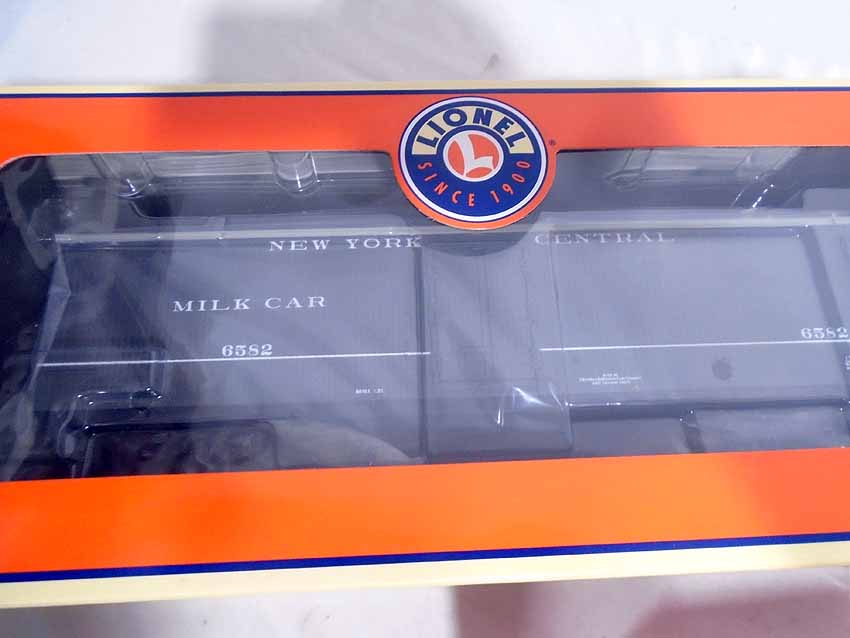 LIONEL
L
SINCE 1900
®
NEW YORK CENTRAL
MILK CAR
6582
6582